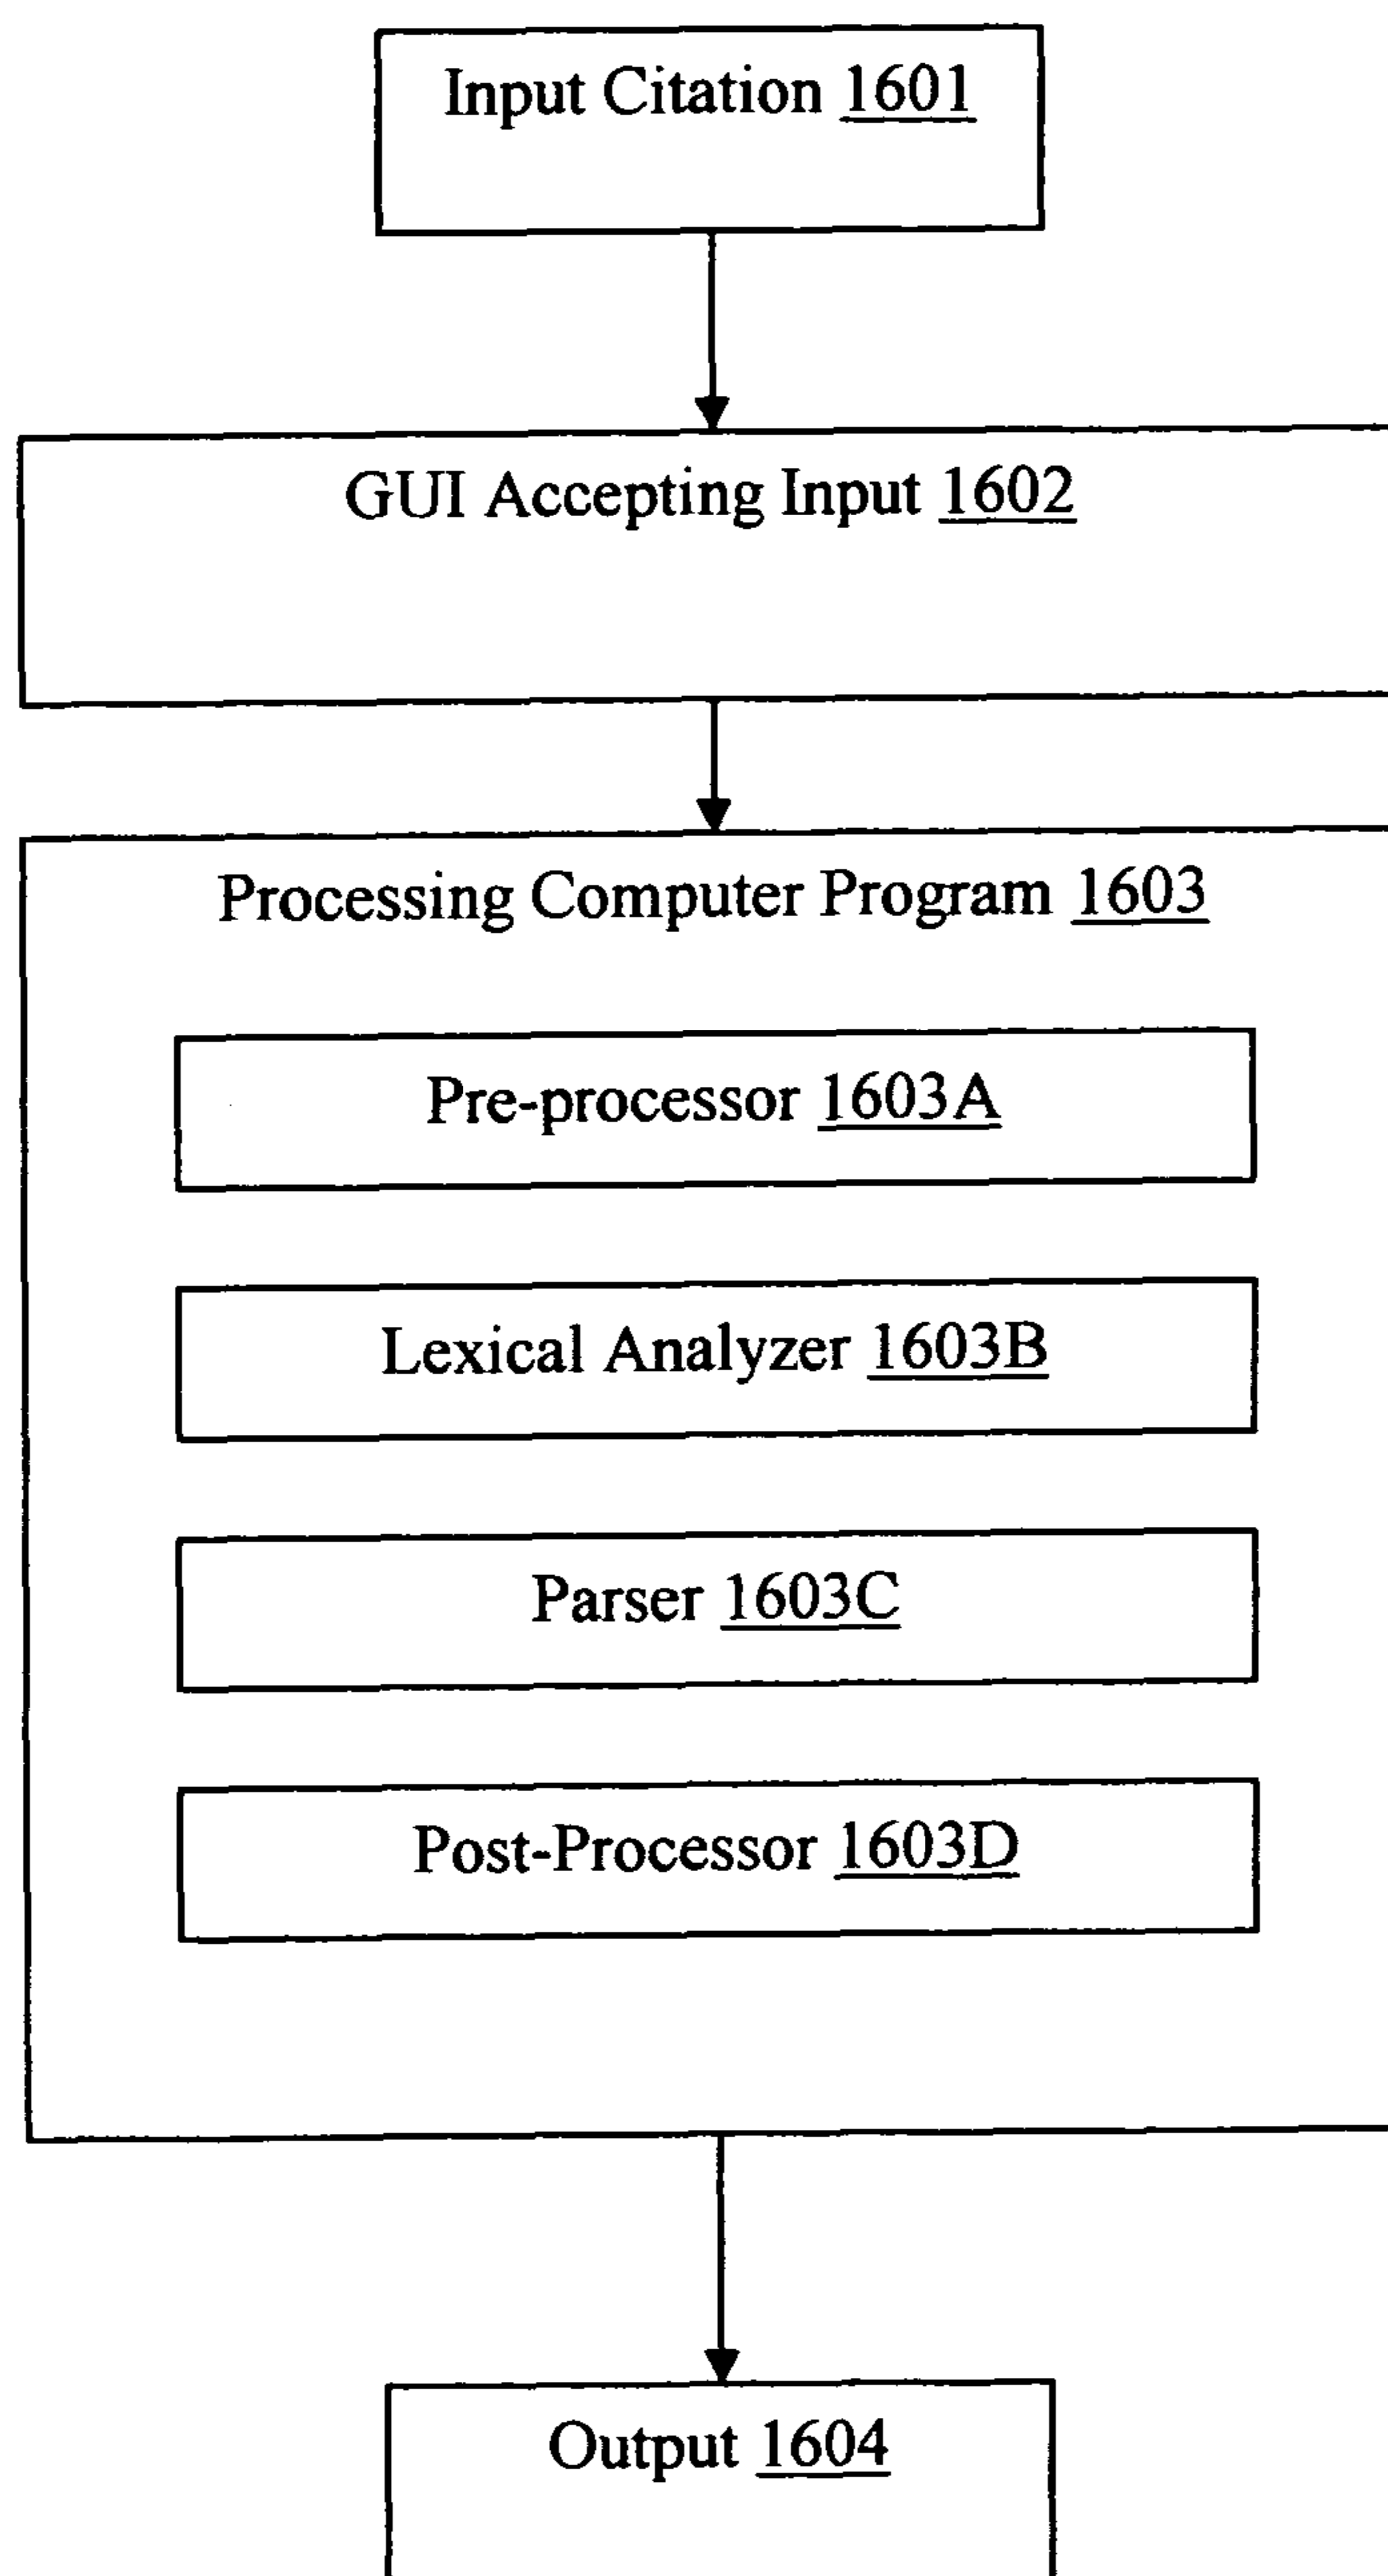 Input Citation 1601
GUI Accepting Input 1602
Processing Computer Program 1603
Pre-processor 1603A
Lexical Analyzer 1603B
Parser 1603C
Post-Processor 1603D
Output 1604